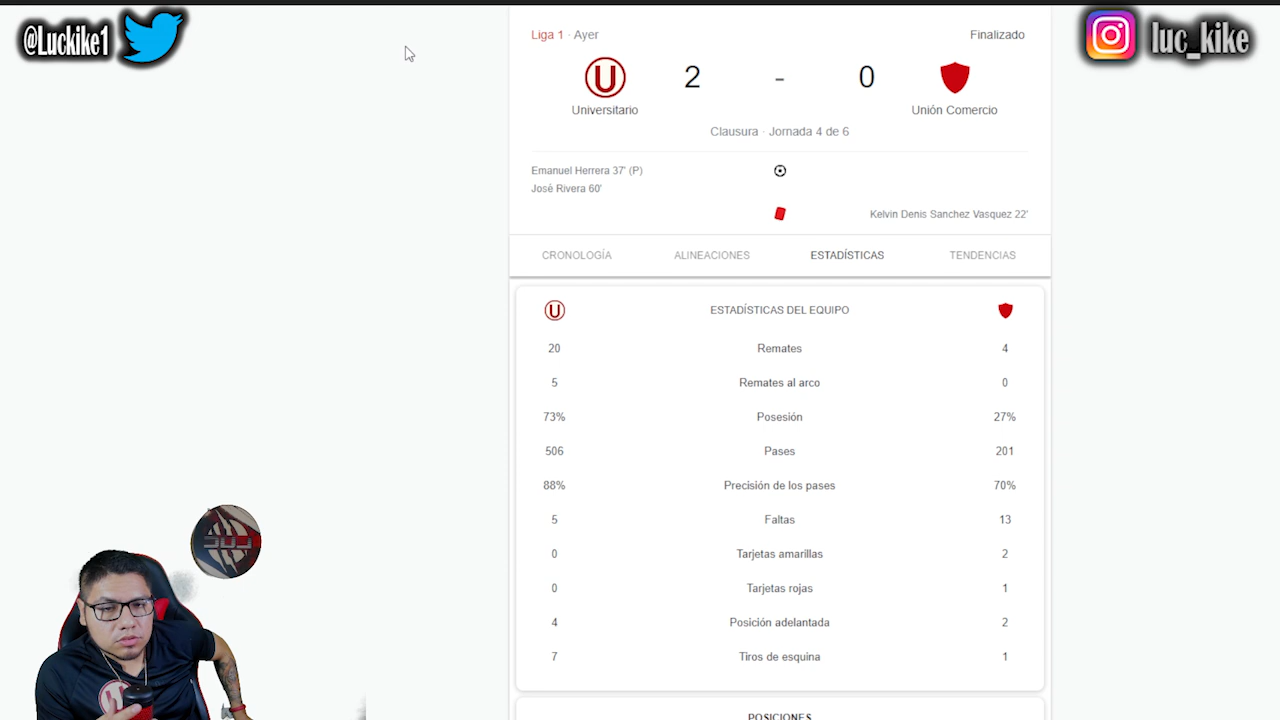 @Luckike1
luc_kike
Liga 1 · Ayer
Finalizado
U
2 - 0
Universitario
Unión Comercio
Clausura · Jornada 4 de 6
Emanuel Herrera 37' (P)
José Rivera 60'
Kelvin Denis Sanchez Vasquez 22'
CRONOLOGÍA ALINEACIONES ESTADÍSTICAS TENDENCIAS
U ESTADÍSTICAS DEL EQUIPO
20 Remates 4
5 Remates al arco 0
73% Posesión 27%
506 Pases 201
88% Precisión de los pases 70%
5 Faltas 13
0 Tarjetas amarillas 2
0 Tarjetas rojas 1
4 Posición adelantada 2
7 Tiros de esquina 1
POSICIONES